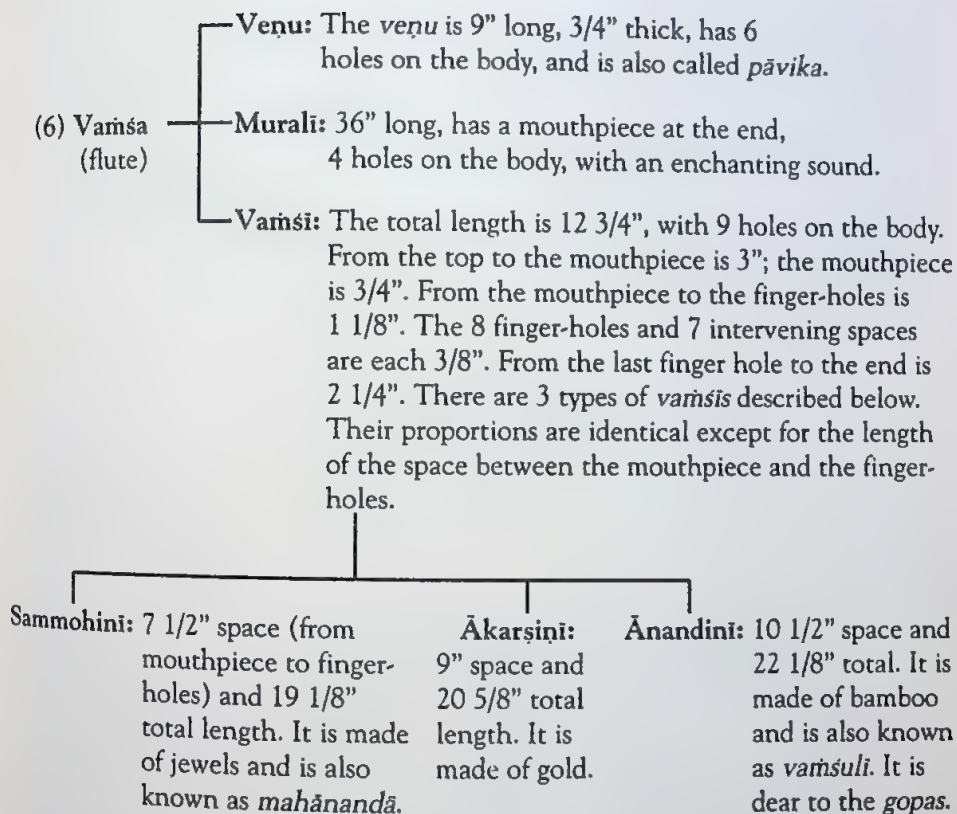 Veṇu: The veṇu is 9” long, 3/4” thick, has 6
holes on the body, and is also called pāvika.
(6) Vaṁśa
(flute)
Muralī: 36” long, has a mouthpiece at the end,
4 holes on the body, with an enchanting sound.
Vaṁśī: The total length is 12 3/4”, with 9 holes on the body.
From the top to the mouthpiece is 3”; the mouthpiece
is 3/4”. From the mouthpiece to the finger-holes is
1 1/8”. The 8 finger-holes and 7 intervening spaces
are each 3/8”. From the last finger hole to the end is
2 1/4”. There are 3 types of vaṁśīs described below.
Their proportions are identical except for the length
of the space between the mouthpiece and the finger-
holes.
Sammohinī: 7 1/2” space (from
mouthpiece to finger-
holes) and 19 1/8”
total length. It is made
of jewels and is also
known as mahānandā.
Ākarṣiṇī:
9” space and
20 5/8” total
length. It is
made of gold.
Ānandinī: 10 1/2” space and
22 1/8” total. It is
made of bamboo
and is also known
as vaṁśulī. It is
dear to the gopas.